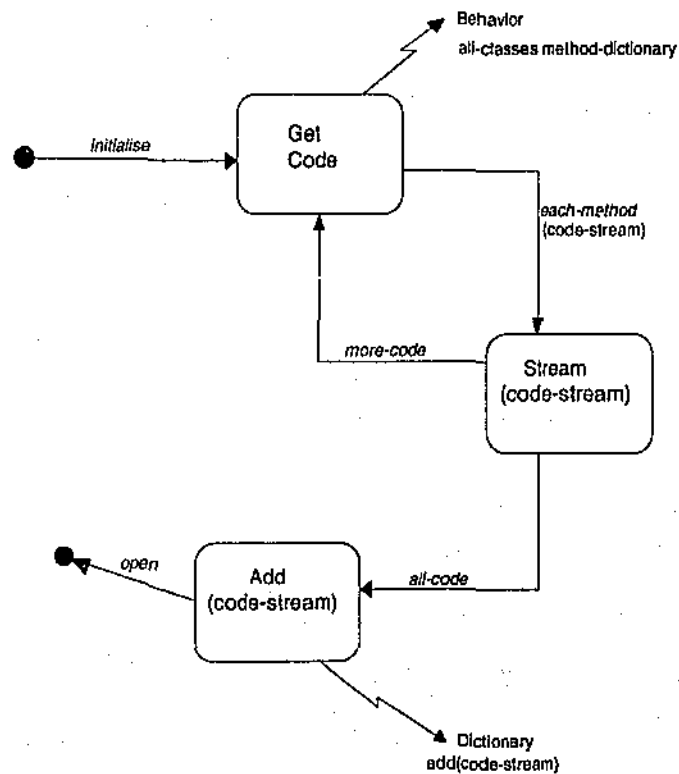 Behavior
all-classes method-dictionary
Get
Code
initialise
each-method
(code-stream)
more-code
Stream
(code-stream)
Add
(code-stream)
all-code
open
Dictionary
add(code-stream)